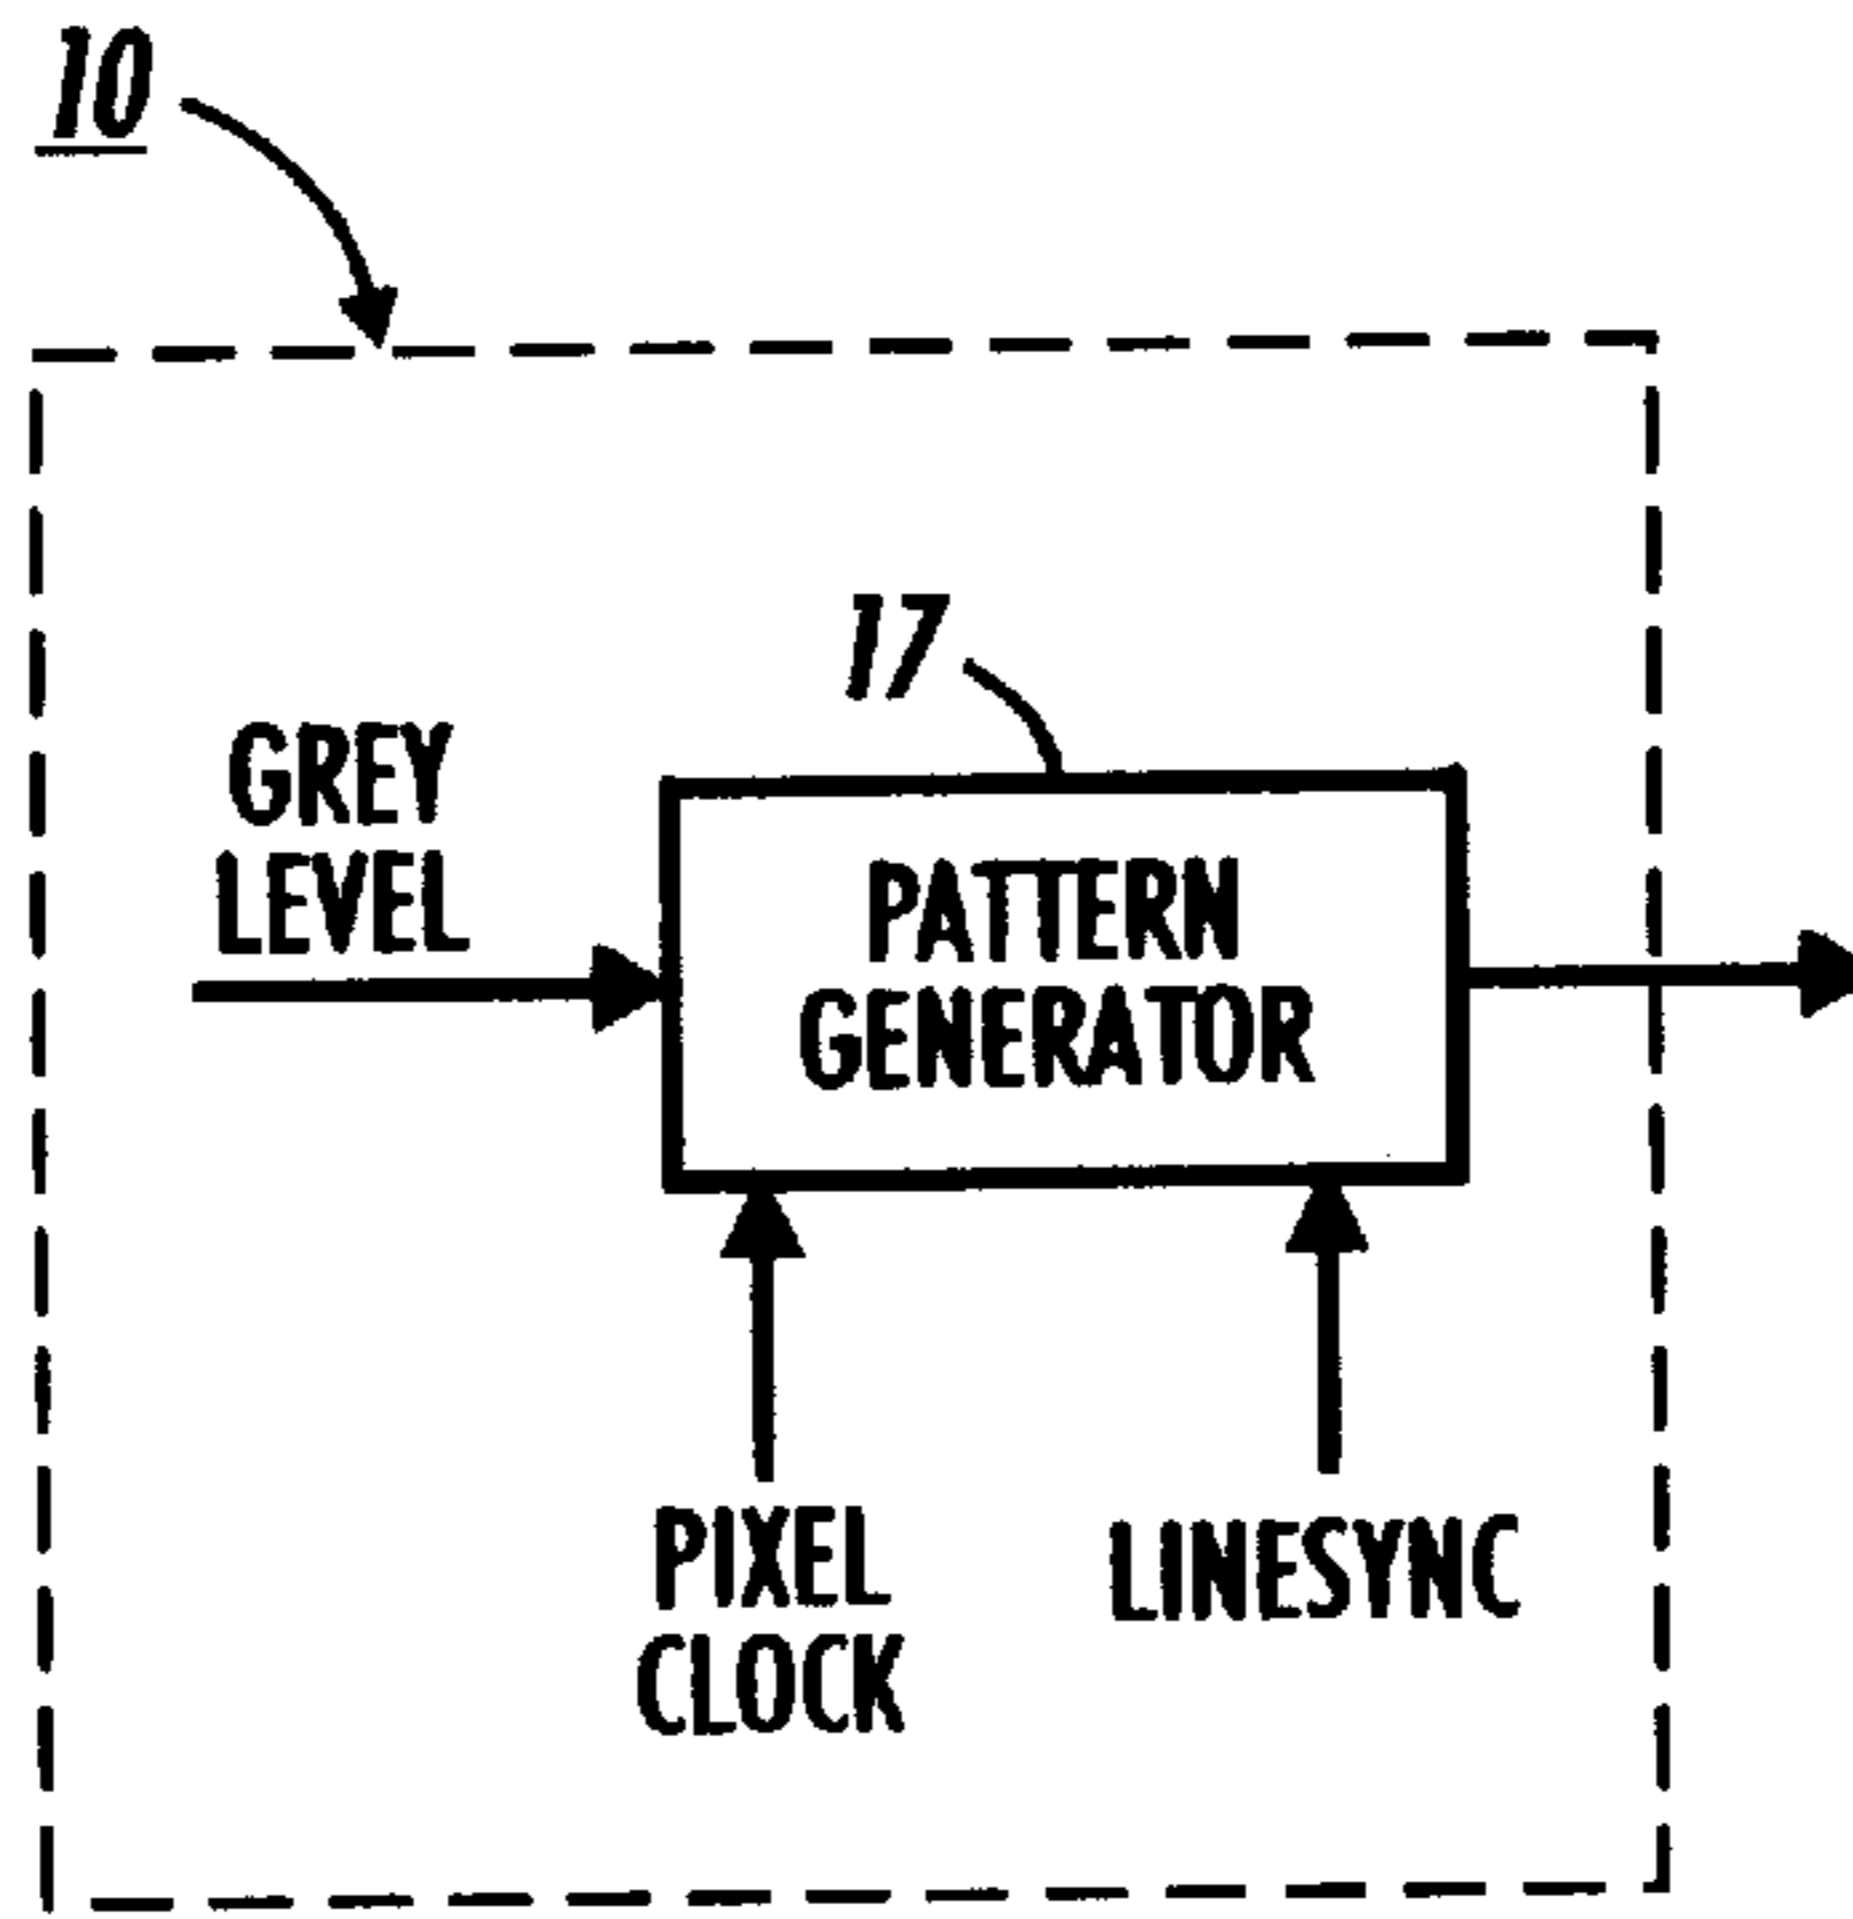 10
17
GREY
LEVEL
PATTERN
GENERATOR
PIXEL
CLOCK
LINESYNC